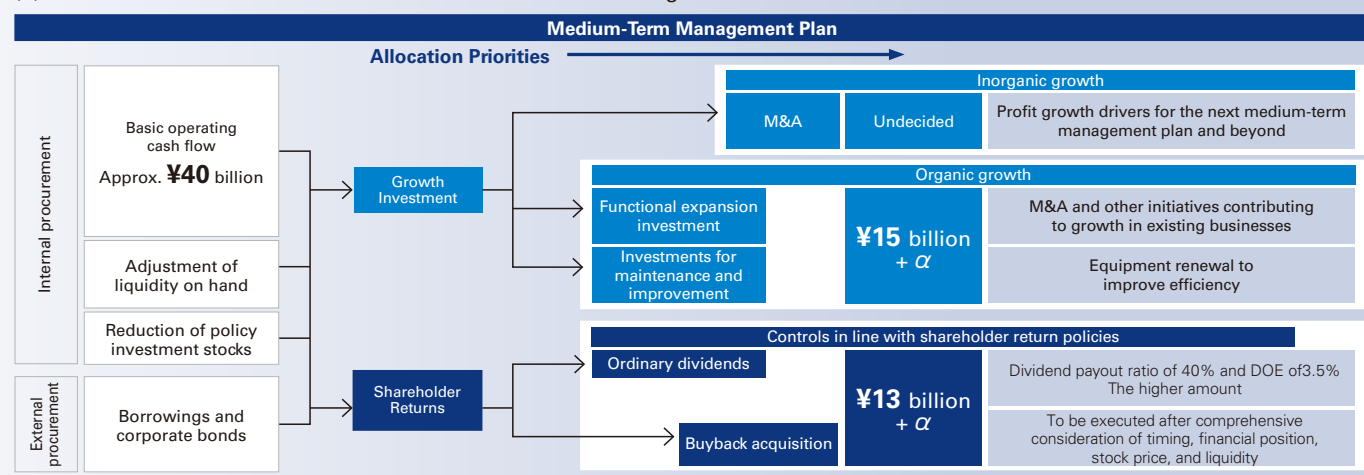 Medium-Term Management Plan
Allocation Priorities
Internal procurement
Basic operating
cash flow
Approx. ¥40 billion
Adjustment of
liquidity on hand
Reduction of policy
investment stocks
External
procurement
Borrowings and
corporate bonds
Growth
Investment
Shareholder
Returns
Inorganic growth
M&A
Undecided
Profit growth drivers for the next medium-term
management plan and beyond
Organic growth
Functional expansion
investment
Investments for
maintenance and
improvement
¥15 billion
+ α
M&A and other initiatives contributing
to growth in existing businesses
Equipment renewal to
improve efficiency
Controls in line with shareholder return policies
Ordinary dividends
Buyback acquisition
¥13 billion
+ α
Dividend payout ratio of 40% and DOE of3.5%
The higher amount
To be executed after comprehensive
consideration of timing, financial position,
stock price, and liquidity